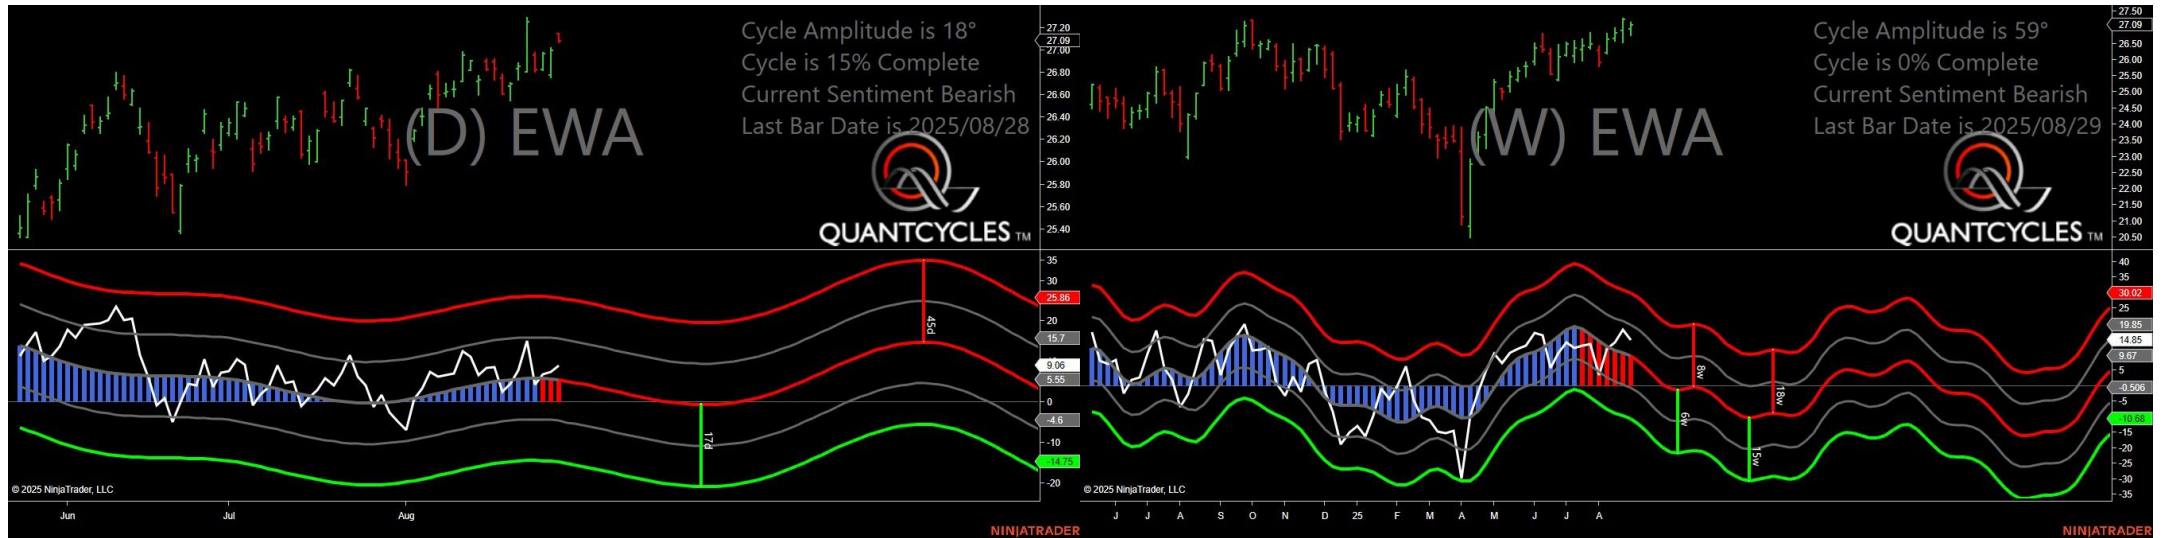 Cycle Amplitude is 18°
Cycle is 15% Complete
Current Sentiment Bearish
Last Bar Date is 2025/08/28
(D) EWA
QUANTCYCLES TM
27.20
27.09
27.00
26.80
26.60
26.40
26.20
26.00
25.80
25.60
25.40
35
30
25.86
20
15.7
9.06
5.55
0
-4.6
-10
-14.75
-20
45d
17d
© 2025 NinjaTrader, LLC
Jun Jul Aug
NINJATRADER
Cycle Amplitude is 59°
Cycle is 0% Complete
Current Sentiment Bearish
Last Bar Date is 2025/08/29
(W) EWA
QUANTCYCLES TM
27.50
27.09
26.50
26.00
25.50
25.00
24.50
24.00
23.50
23.00
22.50
22.00
21.50
21.00
20.50
40
35
30.02
25
19.85
14.85
9.67
5
-0.506
-5
-10.68
-15
-20
-25
-30
-35
8w
18w
6w
15w
© 2025 NinjaTrader, LLC
J J A S O N D 25 F M A M J J A
NINJATRADER